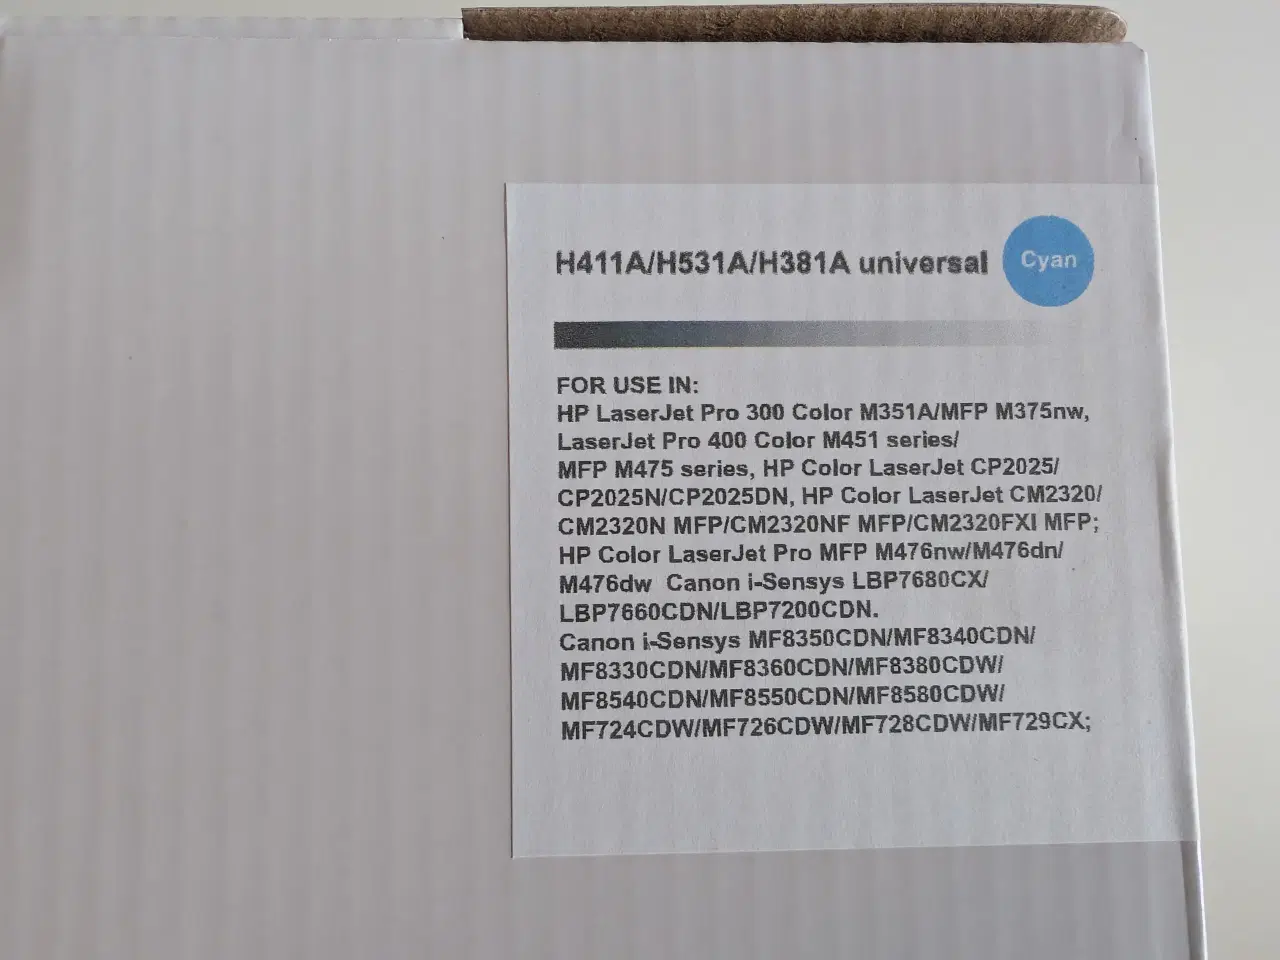 H411A/H531A/H381A universal Cyan
FOR USE IN:
HP LaserJet Pro 300 Color M351A/MFP M375nw,
LaserJet Pro 400 Color M451 series/
MFP M475 series, HP Color LaserJet CP2025/
CP2025N/CP2025DN, HP Color LaserJet CM2320/
CM2320N MFP/CM2320NF MFP/CM2320FXI MFP;
HP Color LaserJet Pro MFP M476nw/M476dn/
M476dw Canon i-Sensys LBP7680CX/
LBP7660CDN/LBP7200CDN.
Canon i-Sensys MF8350CDN/MF8340CDN/
MF8330CDN/MF8360CDN/MF8380CDW/
MF8540CDN/MF8550CDN/MF8580CDW/
MF724CDW/MF726CDW/MF728CDW/MF729CX;